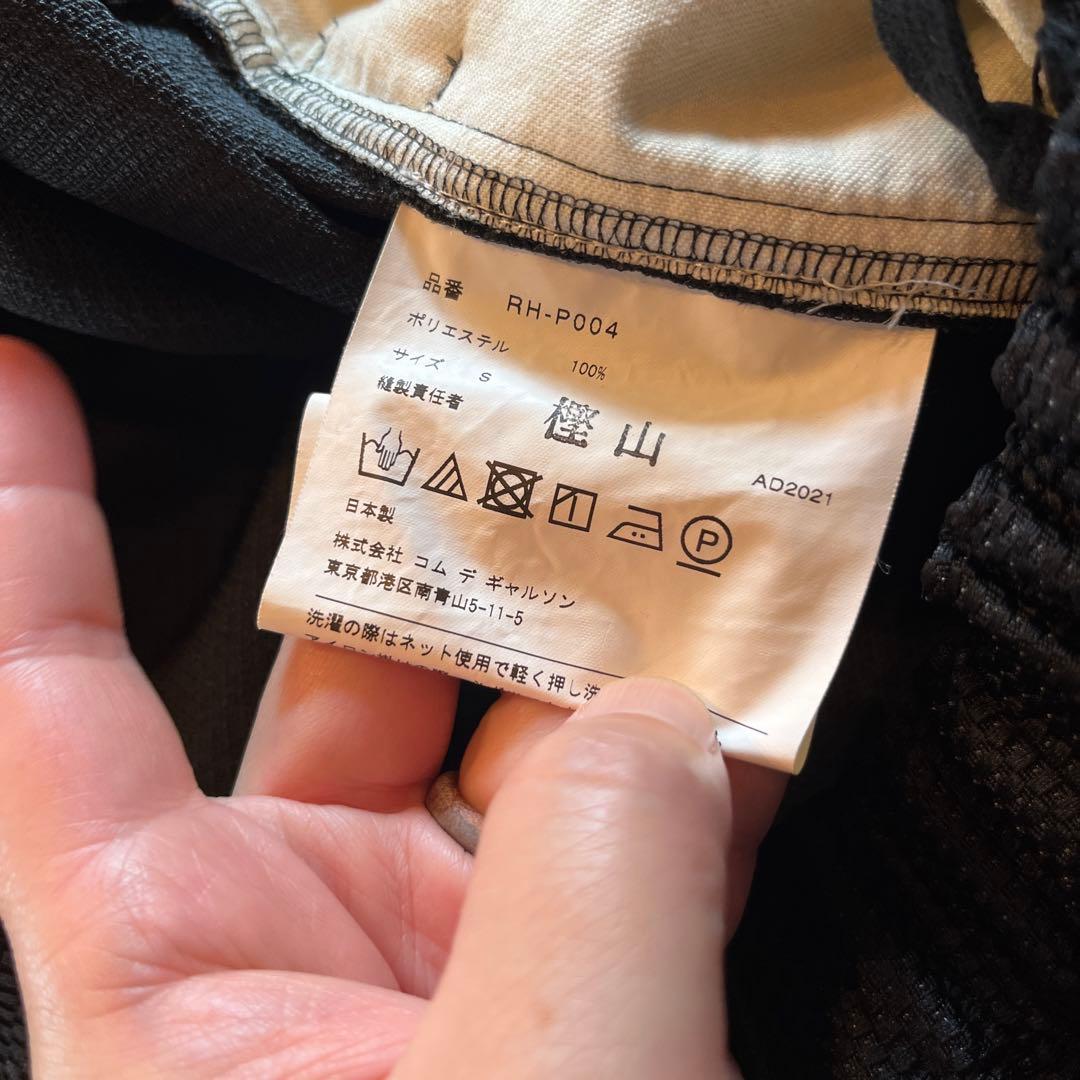 品番 RH-P004
ポリエステル 100%
サイズ S
縫製責任者 樫山
AD2021
P
日本製
株式会社 コム デ ギャルソン
東京都港区南青山5-11-5
洗濯の際はネット使用で軽く押し洗